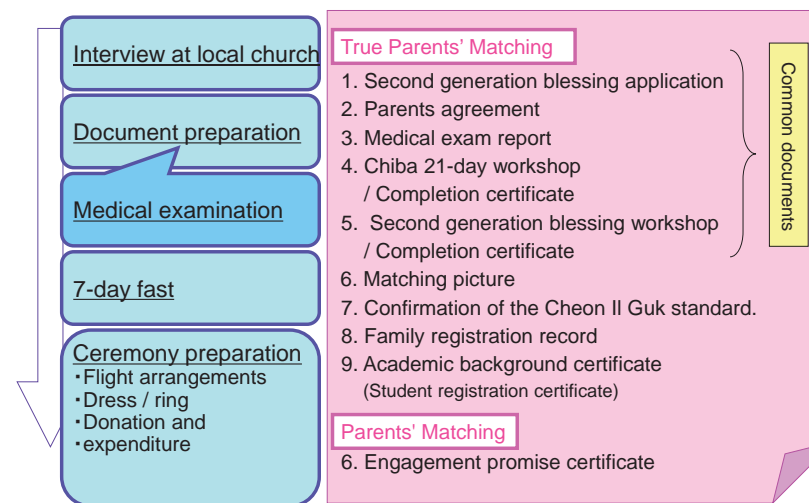 Interview at local church
Document preparation
Medical examination
7-day fast
Ceremony preparation
・Flight arrangements
・Dress / ring
・Donation and
・expenditure
True Parents' Matching
1. Second generation blessing application
2. Parents agreement
3. Medical exam report
4. Chiba 21-day workshop
/ Completion certificate
5.  Second generation blessing workshop
/ Completion certificate
6. Matching picture
7. Confirmation of the Cheon Il Guk standard.
8. Family registration record
9. Academic background certificate
(Student registration certificate)
Common documents
Parents' Matching
6. Engagement promise certificate